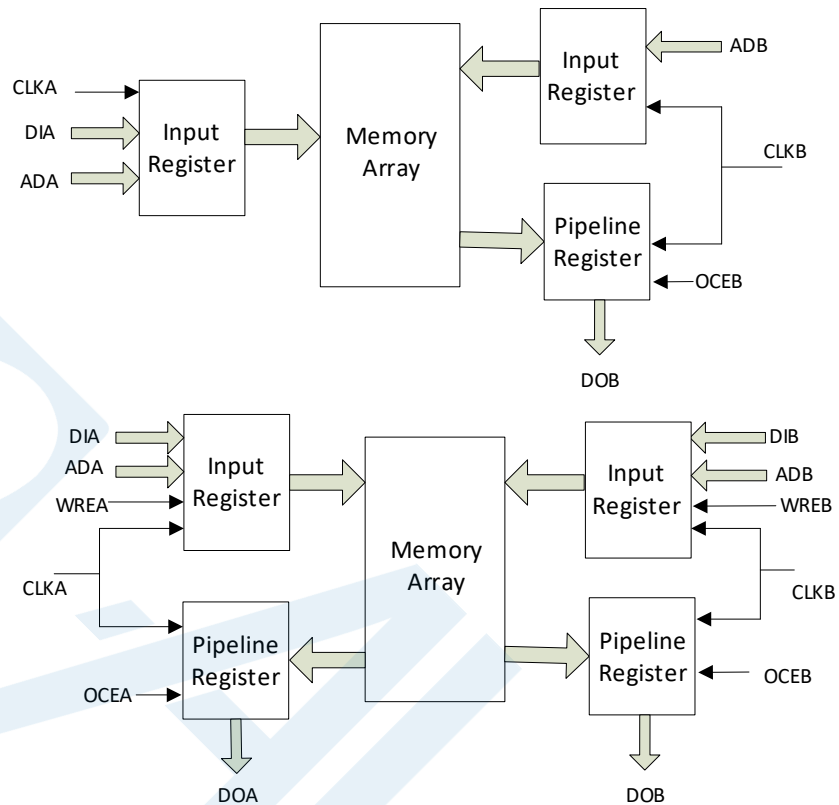 CLKA
DIA
ADA
Input
Register
Memory
Array
Input
Register
ADB
CLKB
Pipeline
Register
OCEB
DOB
DIA
ADA
WREA
CLKA
OCEA
Input
Register
Pipeline
Register
DOA
Memory
Array
Input
Register
Pipeline
Register
DIB
ADB
WREB
CLKB
OCEB
DOB